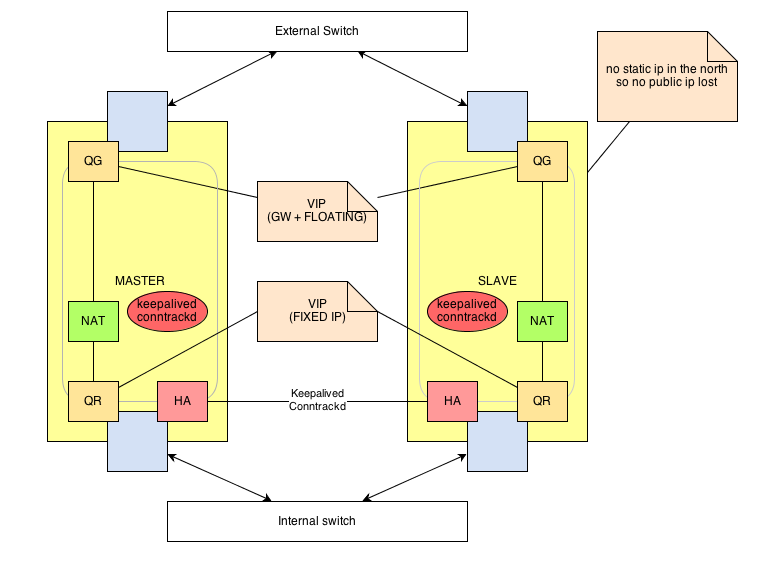 External Switch
no static ip in the north
so no public ip lost
QG
QG
VIP
(GW + FLOATING)
MASTER
SLAVE
keepalived
conntrackd
VIP
(FIXED IP)
keepalived
conntrackd
NAT
NAT
QR
HA
Keepalived
Conntrackd
HA
QR
Internal switch